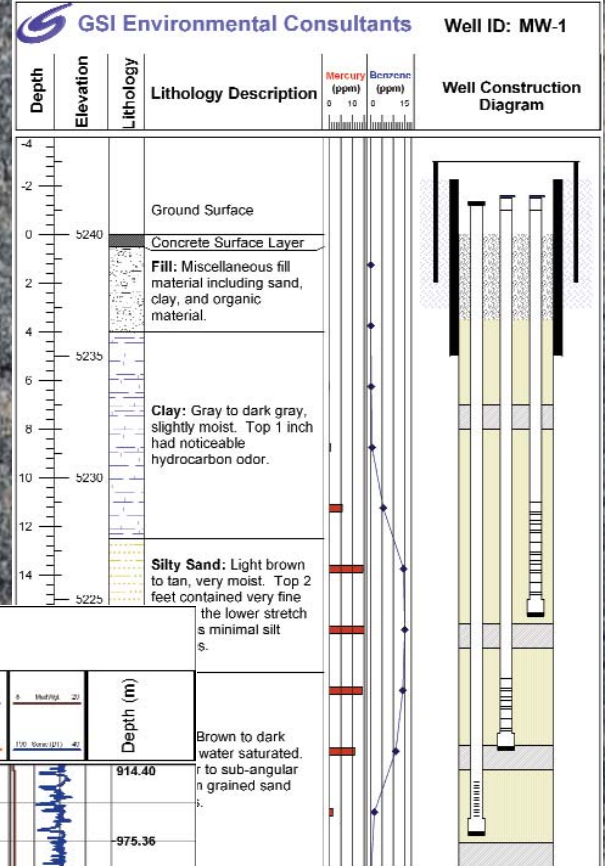 GSI Environmental Consultants
Well ID: MW-1
Depth
Elevation
Lithology
Lithology Description
Mercury
(ppm)
0 10
Benzene
(ppm)
0 15
Well Construction
Diagram
-4
-2
Ground Surface
0
5240
Concrete Surface Layer
Fill: Miscellaneous fill
material including sand,
clay, and organic
material.
2
4
5235
6
Clay: Gray to dark gray,
slightly moist. Top 1 inch
had noticeable
hydrocarbon odor.
8
10
5230
12
Silty Sand: Light brown
to tan, very moist. Top 2
feet contained very fine
the lower stretch
s minimal silt
s.
14
5225
Brown to dark
water saturated.
r to sub-angular
grained sand
s.
20
190 Sonic (DT) 40
Depth (m)
914.40
975.36